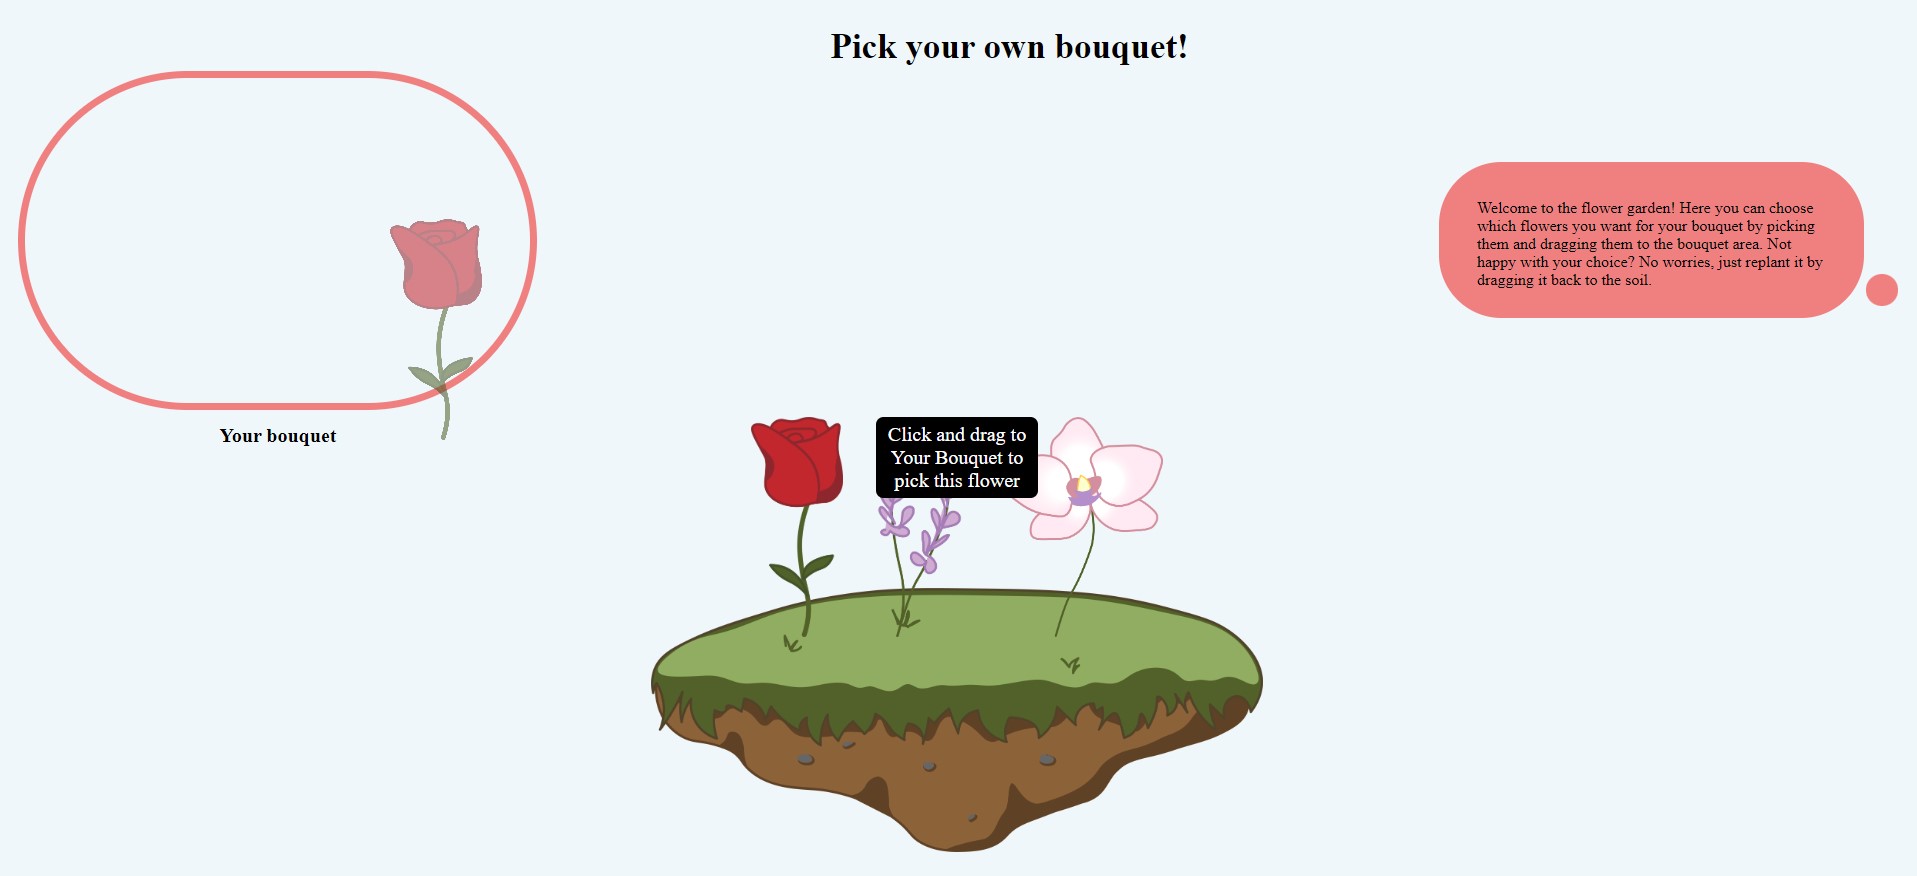 Pick your own bouquet!
Welcome to the flower garden! Here you can choose
which flowers you want for your bouquet by picking
them and dragging them to the bouquet area. Not
happy with your choice? No worries, just replant it by
dragging it back to the soil.
Your bouquet
Click and drag to
Your Bouquet to
pick this flower